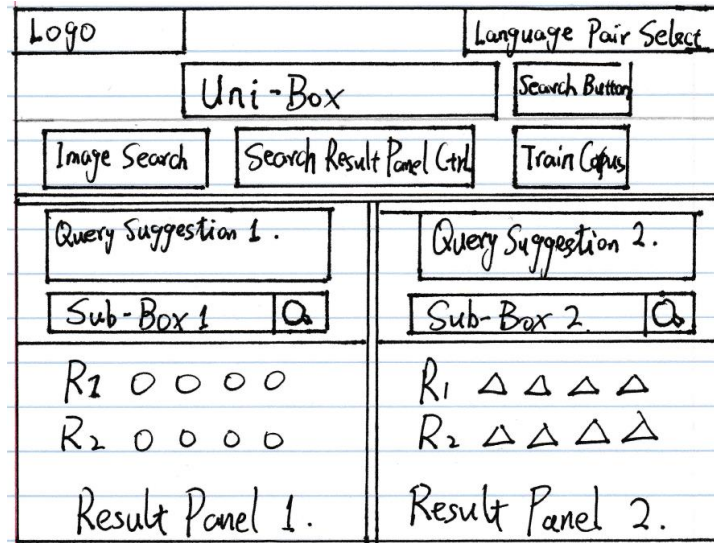 Logo
Language Pair Select
Uni-Box
Search Button
Image Search
Search Result Panel Ctrl
Train Copus
Query Suggestion 1.
Sub-Box 1
R1
R2
Result Panel 1.
Query Suggestion 2.
Sub-Box 2.
R1
R2
Result Panel 2.